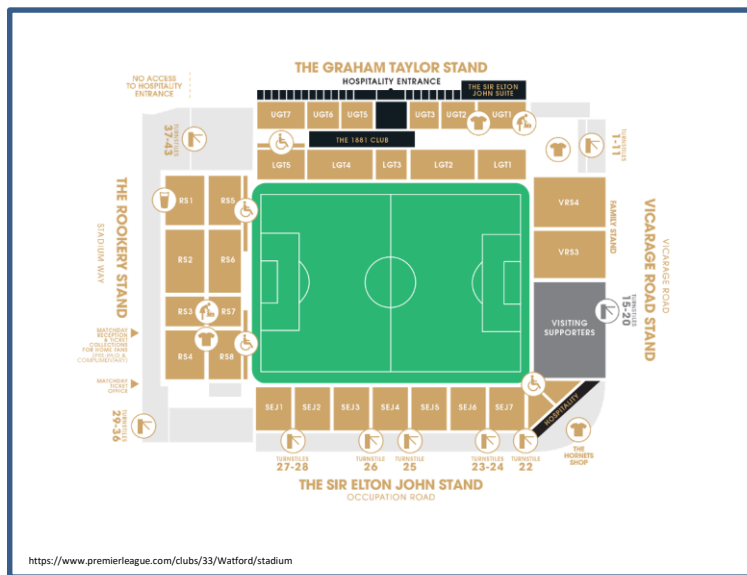 THE GRAHAM TAYLOR STAND
HOSPITALITY ENTRANCE
NO ACCESS
TO HOSPITALITY
ENTRANCE
THE SIR ELTON
JOHN SUITE
UGT7
UGT6
UGT5
UGT3
UGT2
UGT1
THE 1881 CLUB
LGT5
LGT4
LGT3
LGT2
LGT1
TURNSTILES
37-43
TURNSTILES
1-11
THE ROOKERY STAND
STADIUM WAY
RS1
RS5
RS2
RS6
RS3
RS7
RS4
RS8
VRS4
VRS3
FAMILY STAND
VICARAGE ROAD STAND
VICARAGE ROAD
VISITING
SUPPORTERS
TURNSTILES
15-20
MATCHDAY
RECEPTION
& TICKET
COLLECTIONS
FOR HOME FANS
COMPLIMENTARY)
MATCHDAY
TICKET
OFFICE
TURNSTILES
29-36
SEJ1
SEJ2
SEJ3
SEJ4
SEJ5
SEJ6
SEJ7
HOSPITALITY
THE
HORNETS
SHOP
TURNSTILES
27-28
TURNSTILES
26
TURNSTILES
25
TURNSTILES
23-24
TURNSTILES
22
THE SIR ELTON JOHN STAND
OCCUPATION ROAD
https://www.premierleague.com/clubs/33/Watford/stadium